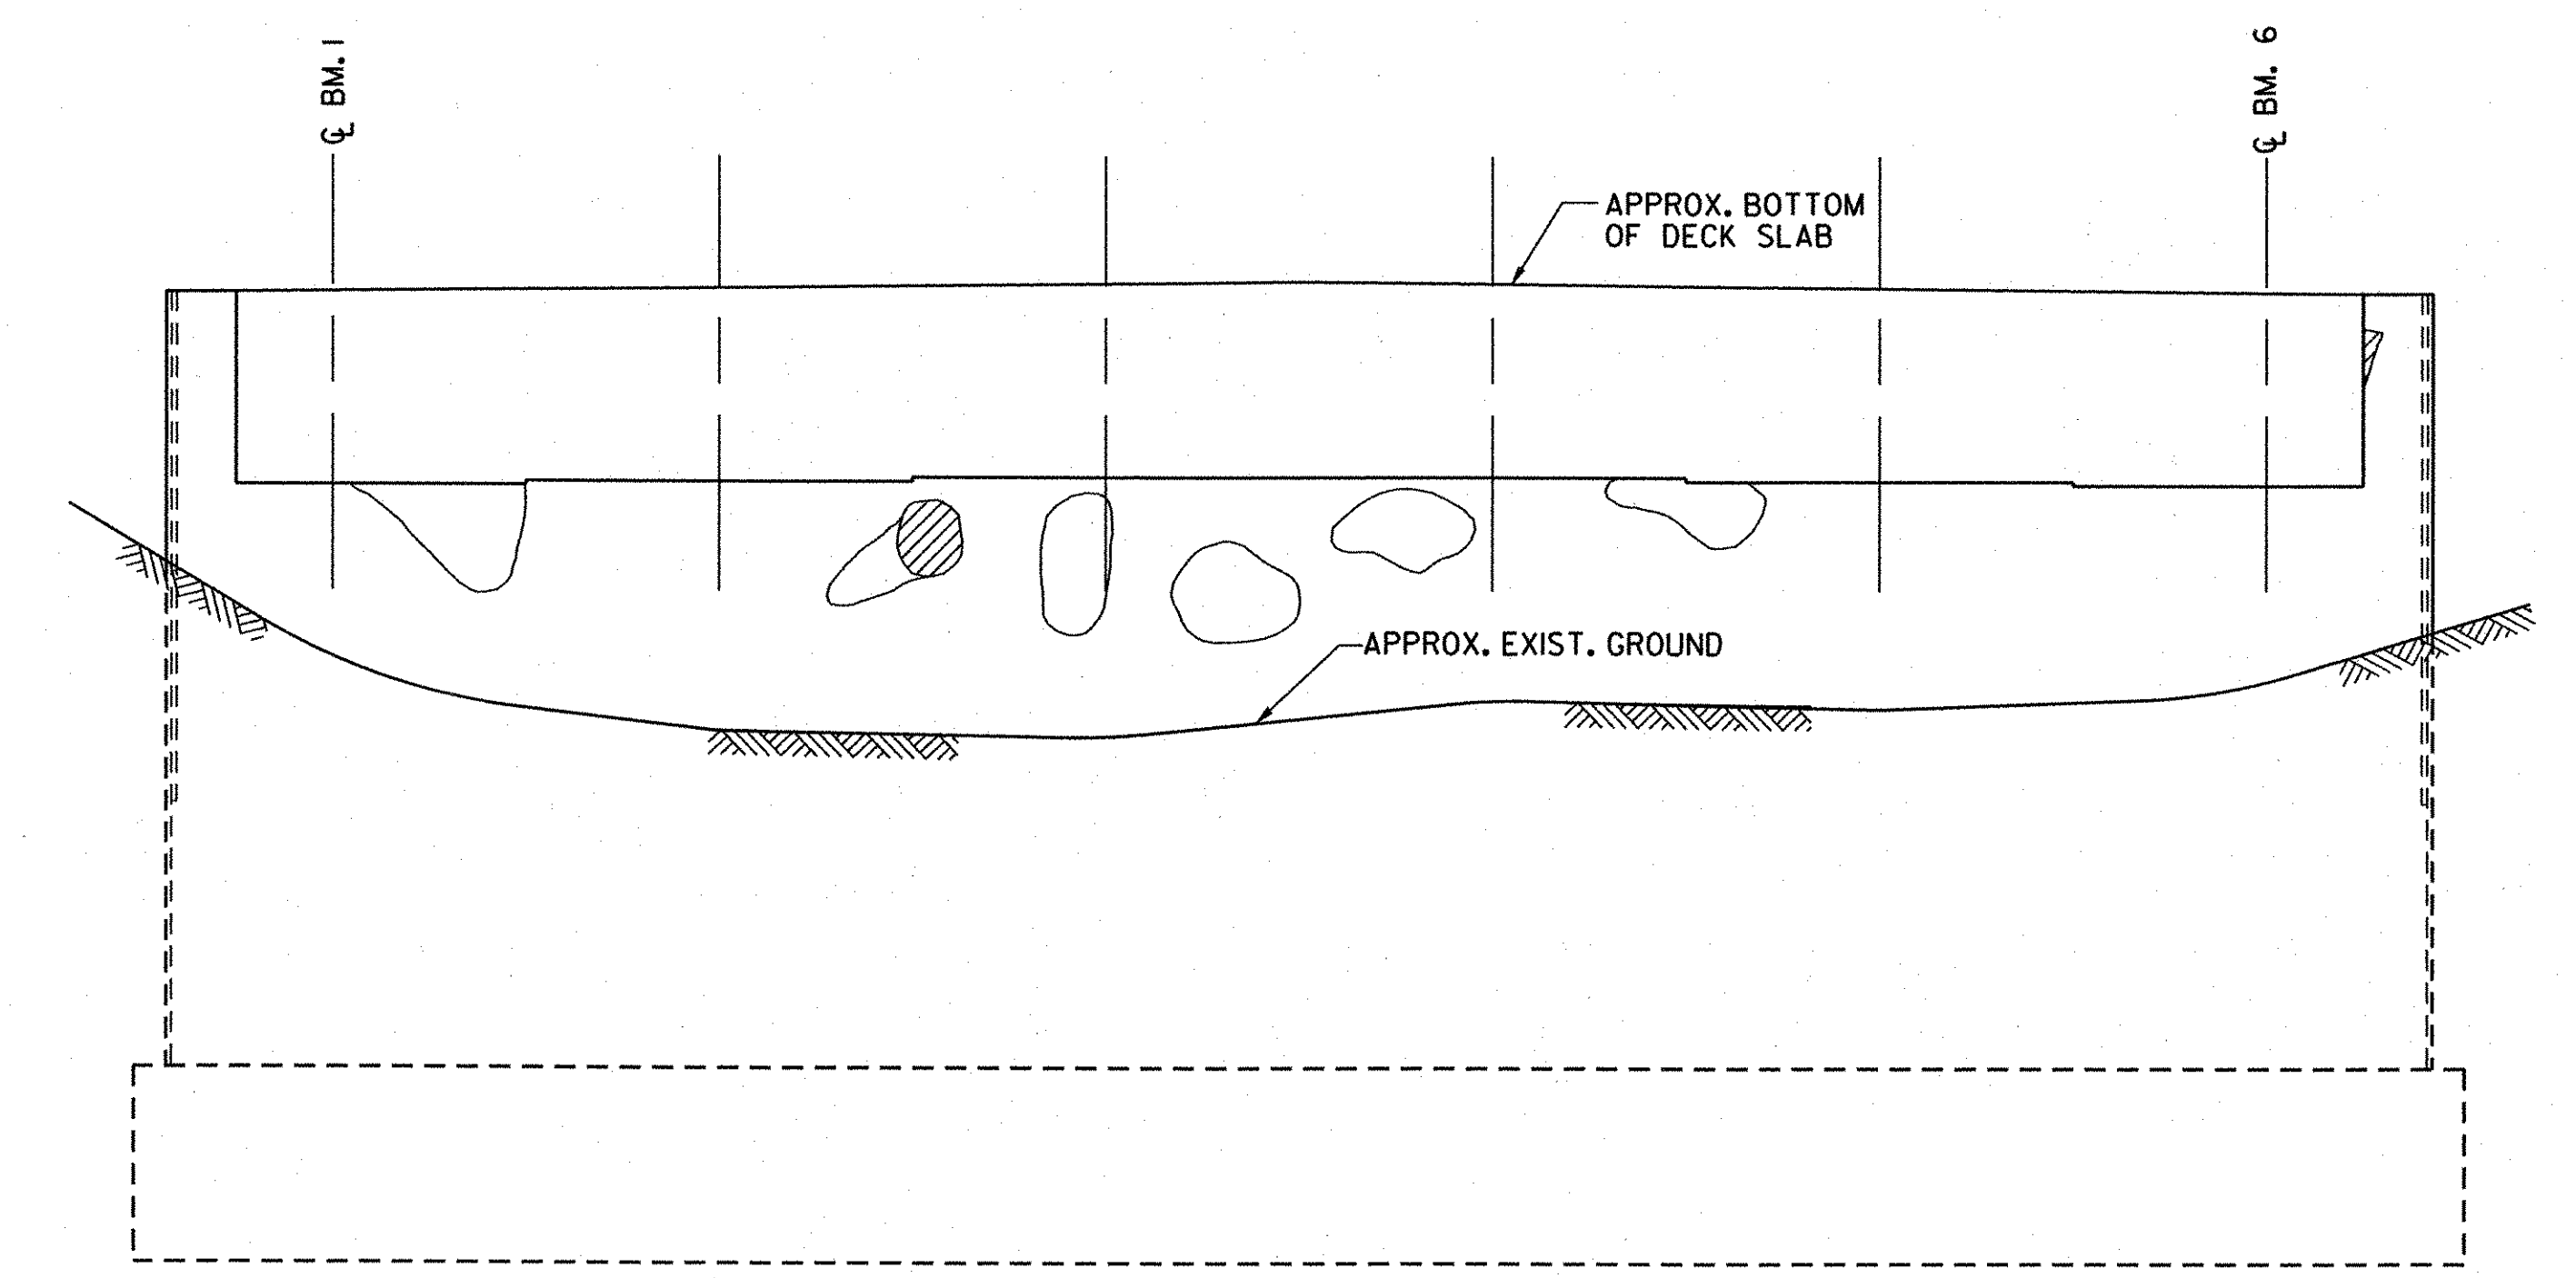 ℄ BM. 1
℄ BM. 6
APPROX. BOTTOM
OF DECK SLAB
APPROX. EXIST. GROUND